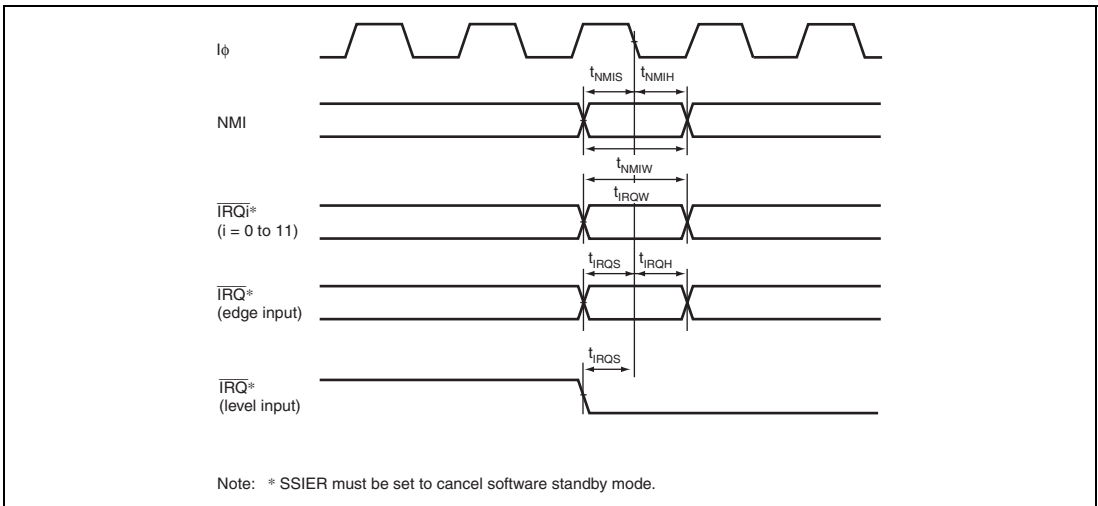 Iϕ
tNMIS tNMIH
NMI
tNMIW
tIRQW
IRQi*
(i = 0 to 11)
tIRQS tIRQH
IRQ*
(edge input)
tIRQS
IRQ*
(level input)
Note: * SSIER must be set to cancel software standby mode.